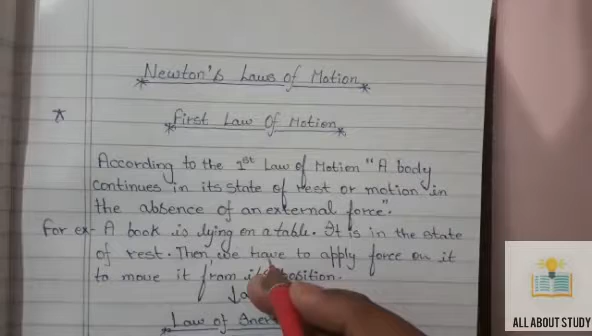 *Newton's Laws of Motion*
* *First Law Of Motion*
According to the 1st Law of Motion "A body
continues in its state of rest or motion in
the absence of an external force".
For ex- A book is lying on a table. It is in the state
of rest. Then, we have to apply force on it
to move it from its position.
Law of
ALL ABOUT STUDY